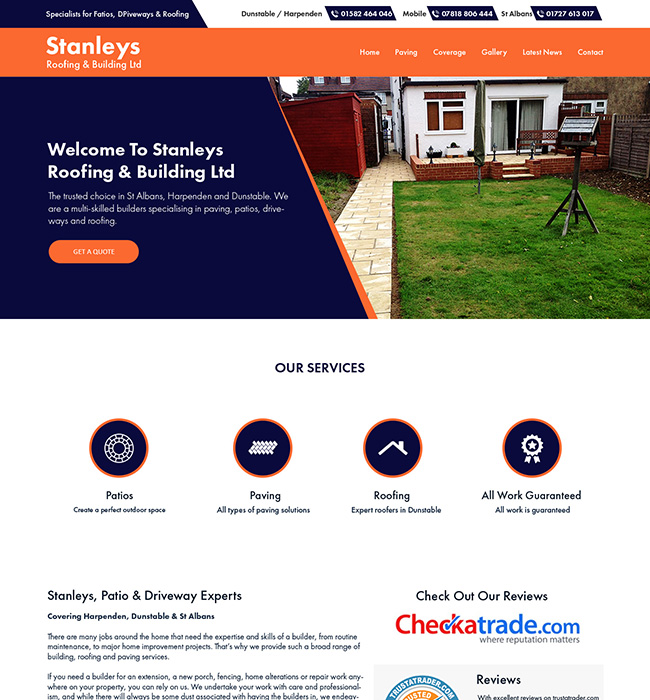 Specialists for Fatios, DPiveways & Roofing
Dunstable / Harpenden 01582 464 046 Mobile 07818 806 444 St Albans 01727 613 017
Stanleys
Roofing & Building Ltd
Home Paving Coverage Gallery Latest News Contact
Welcome To Stanleys
Roofing & Building Ltd
The trusted choice in St Albans, Harpenden and Dunstable. We
are a multi-skilled builders specialising in paving, patios, drive-
ways and roofing.
GET A QUOTE
OUR SERVICES
Patios Paving Roofing All Work Guaranteed
Create a perfect outdoor space All types of paving solutions Expert roofers in Dunstable All work is guaranteed
Stanleys, Patio & Driveway Experts
Covering Harpenden, Dunstable & St Albans
There are many jobs around the home that need the expertise and skills of a builder, from routine
maintenance, to major home improvement projects. That's why we provide such a broad range of
building, roofing and paving services.
If you need a builder for an extension, a new porch, fencing, home alterations or repair work any-
where on your property, you can rely on us. We undertake your work with care and professional-
ism, and while there will always be some dust associated with having the builders in, we endeav-
Check Out Our Reviews
Checkatrade.com
where reputation matters
TRUSTATRADER.COM
TRUSTED
Reviews
With excellent reviews on trustatrader.com